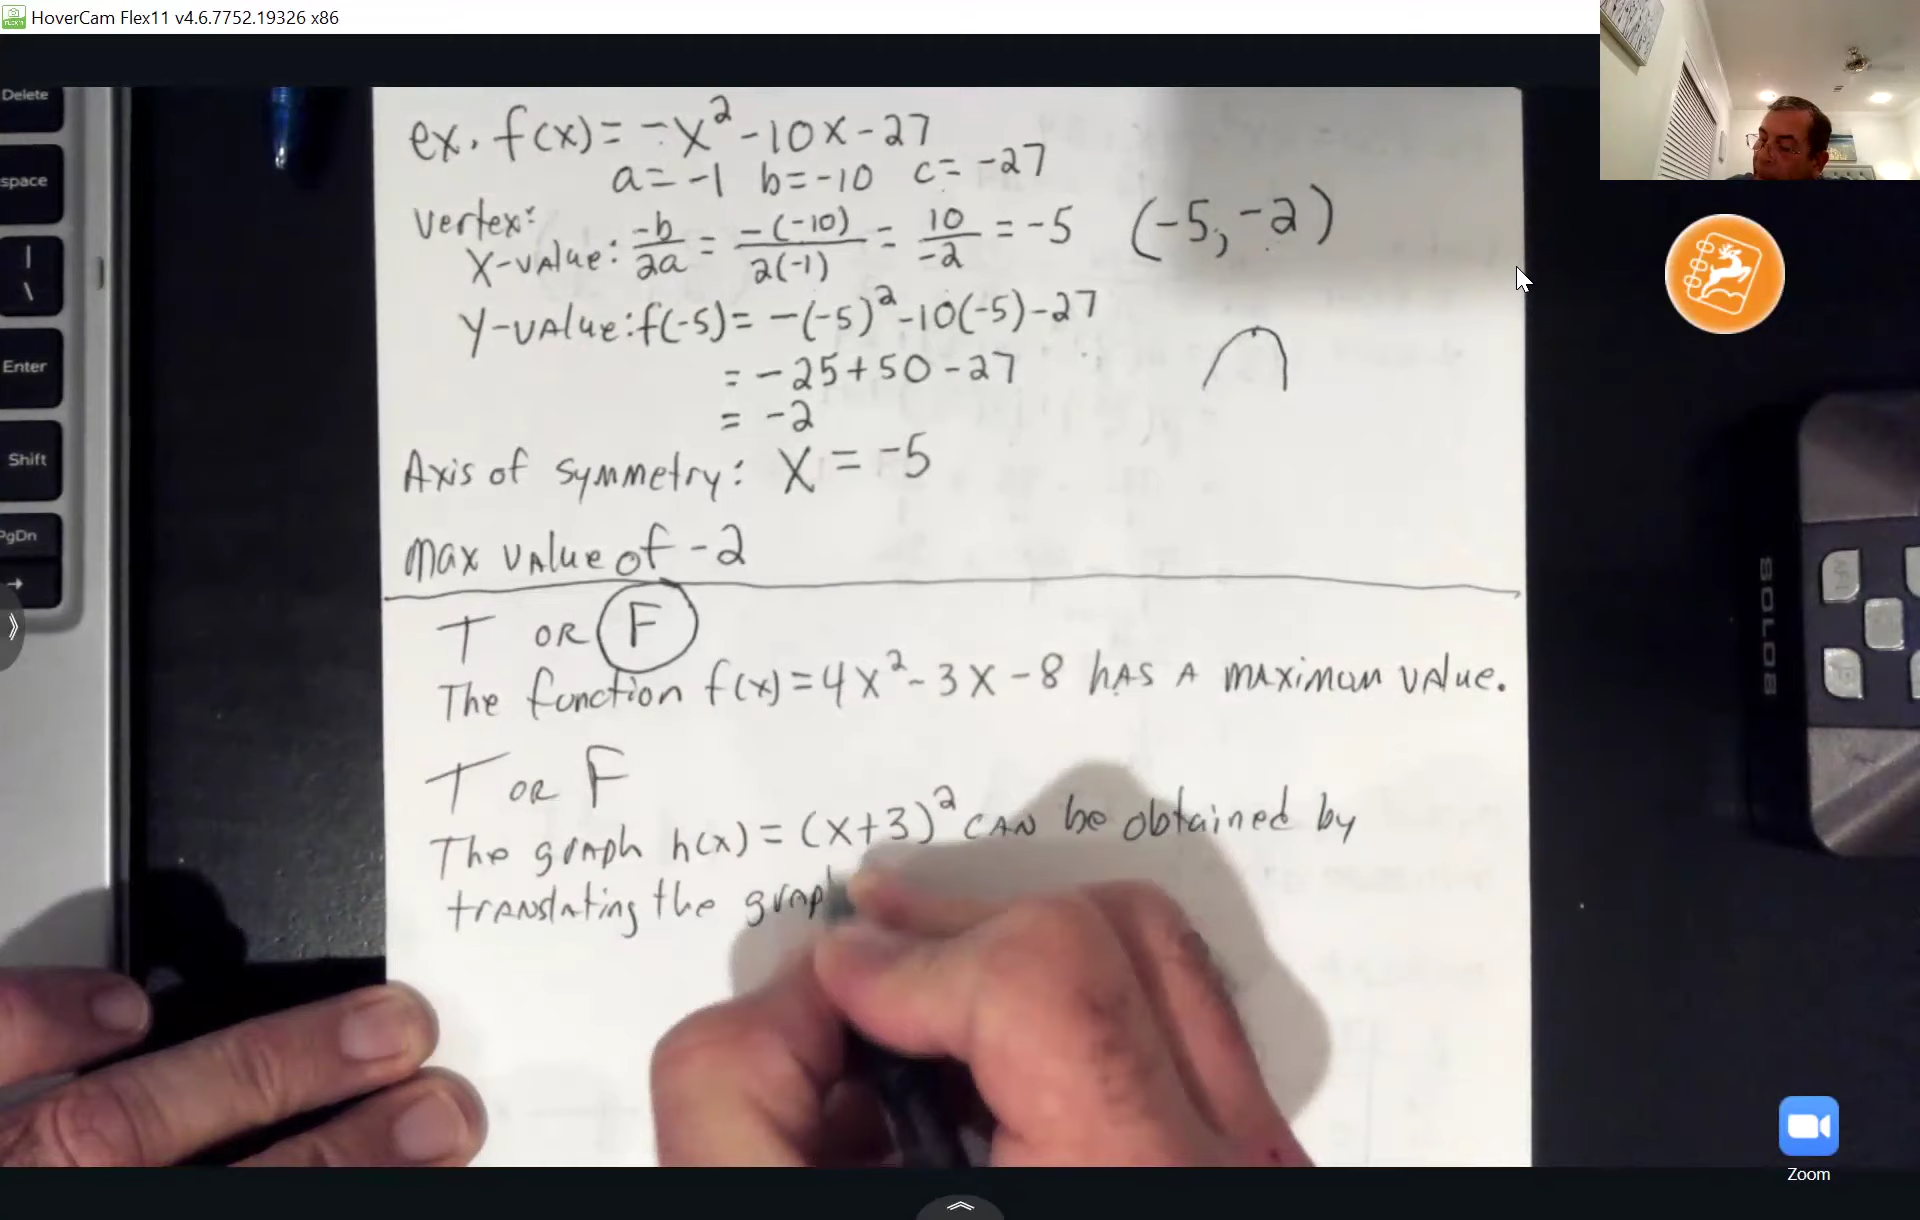 HoverCam Flex11 v4.6.7752.19326 x86
Delete
space
|
\
Enter
Shift
PgDn
ex. f(x) = -x² - 10x - 27
a = -1 b = -10 c = -27
Vertex:
x-value: -b/2a = -(-10)/2(-1) = 10/-2 = -5 (-5, -2)
y-value: f(-5) = -(-5)² - 10(-5) - 27
= -25 + 50 - 27
= -2
Axis of symmetry: x = -5
Max value of -2
T OR F
The function f(x) = 4x² - 3x - 8 has a maximum value.
T OR F
The graph h(x) = (x+3)² can be obtained by
translating the graph
SOLO8
Zoom